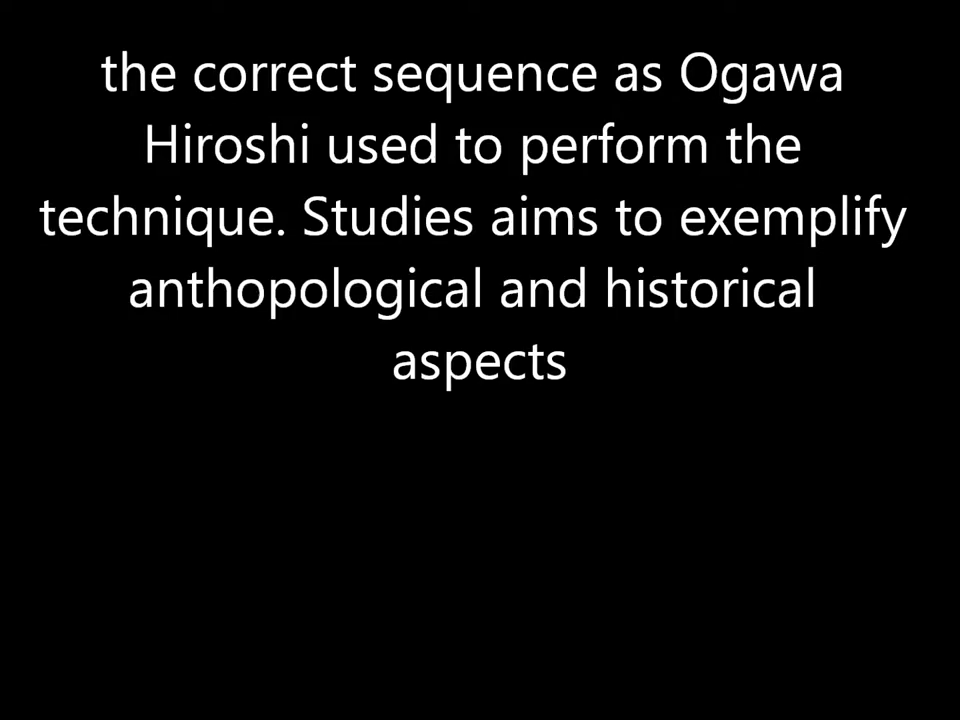 the correct sequence as Ogawa
Hiroshi used to perform the
technique. Studies aims to exemplify
anthopological and historical
aspects